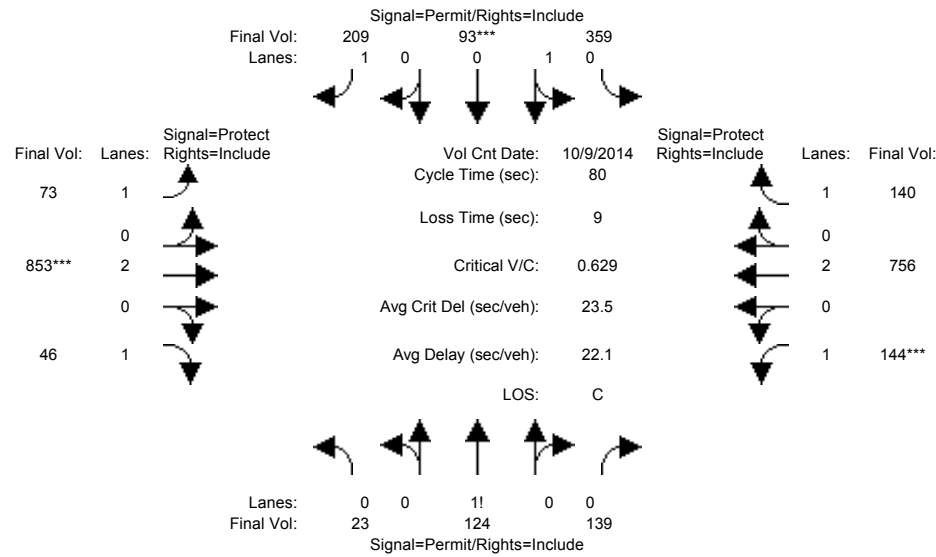 Signal=Permit/Rights=Include
Final Vol: 209 93*** 359
Lanes: 1 0 0 1 0
Signal=Protect Signal=Protect
Final Vol: Lanes: Rights=Include Vol Cnt Date: 10/9/2014 Rights=Include Lanes: Final Vol:
Cycle Time (sec): 80
73 1 1 140
Loss Time (sec): 9
0 0
853*** 2 Critical V/C: 0.629 2 756
0 Avg Crit Del (sec/veh): 23.5 0
46 1 Avg Delay (sec/veh): 22.1 1 144***
LOS: C
Lanes: 0 0 1! 0 0
Final Vol: 23 124 139
Signal=Permit/Rights=Include